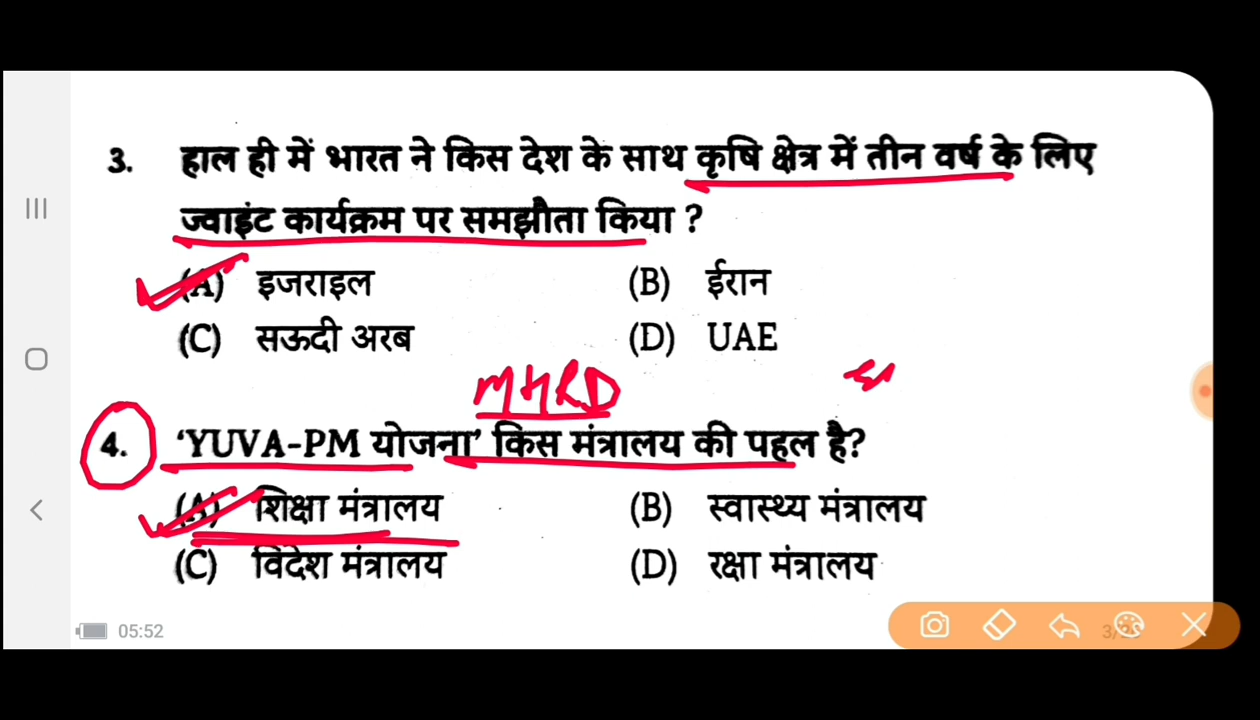 3. हाल ही में भारत ने किस देश के साथ कृषि क्षेत्र में तीन वर्ष के लिए
ज्वाइंट कार्यक्रम पर समझौता किया ?
(A) इजराइल (B) ईरान
(C) सऊदी अरब (D) UAE
MHRD
4. 'YUVA-PM योजना' किस मंत्रालय की पहल है?
(A) शिक्षा मंत्रालय (B) स्वास्थ्य मंत्रालय
(C) विदेश मंत्रालय (D) रक्षा मंत्रालय
05:52